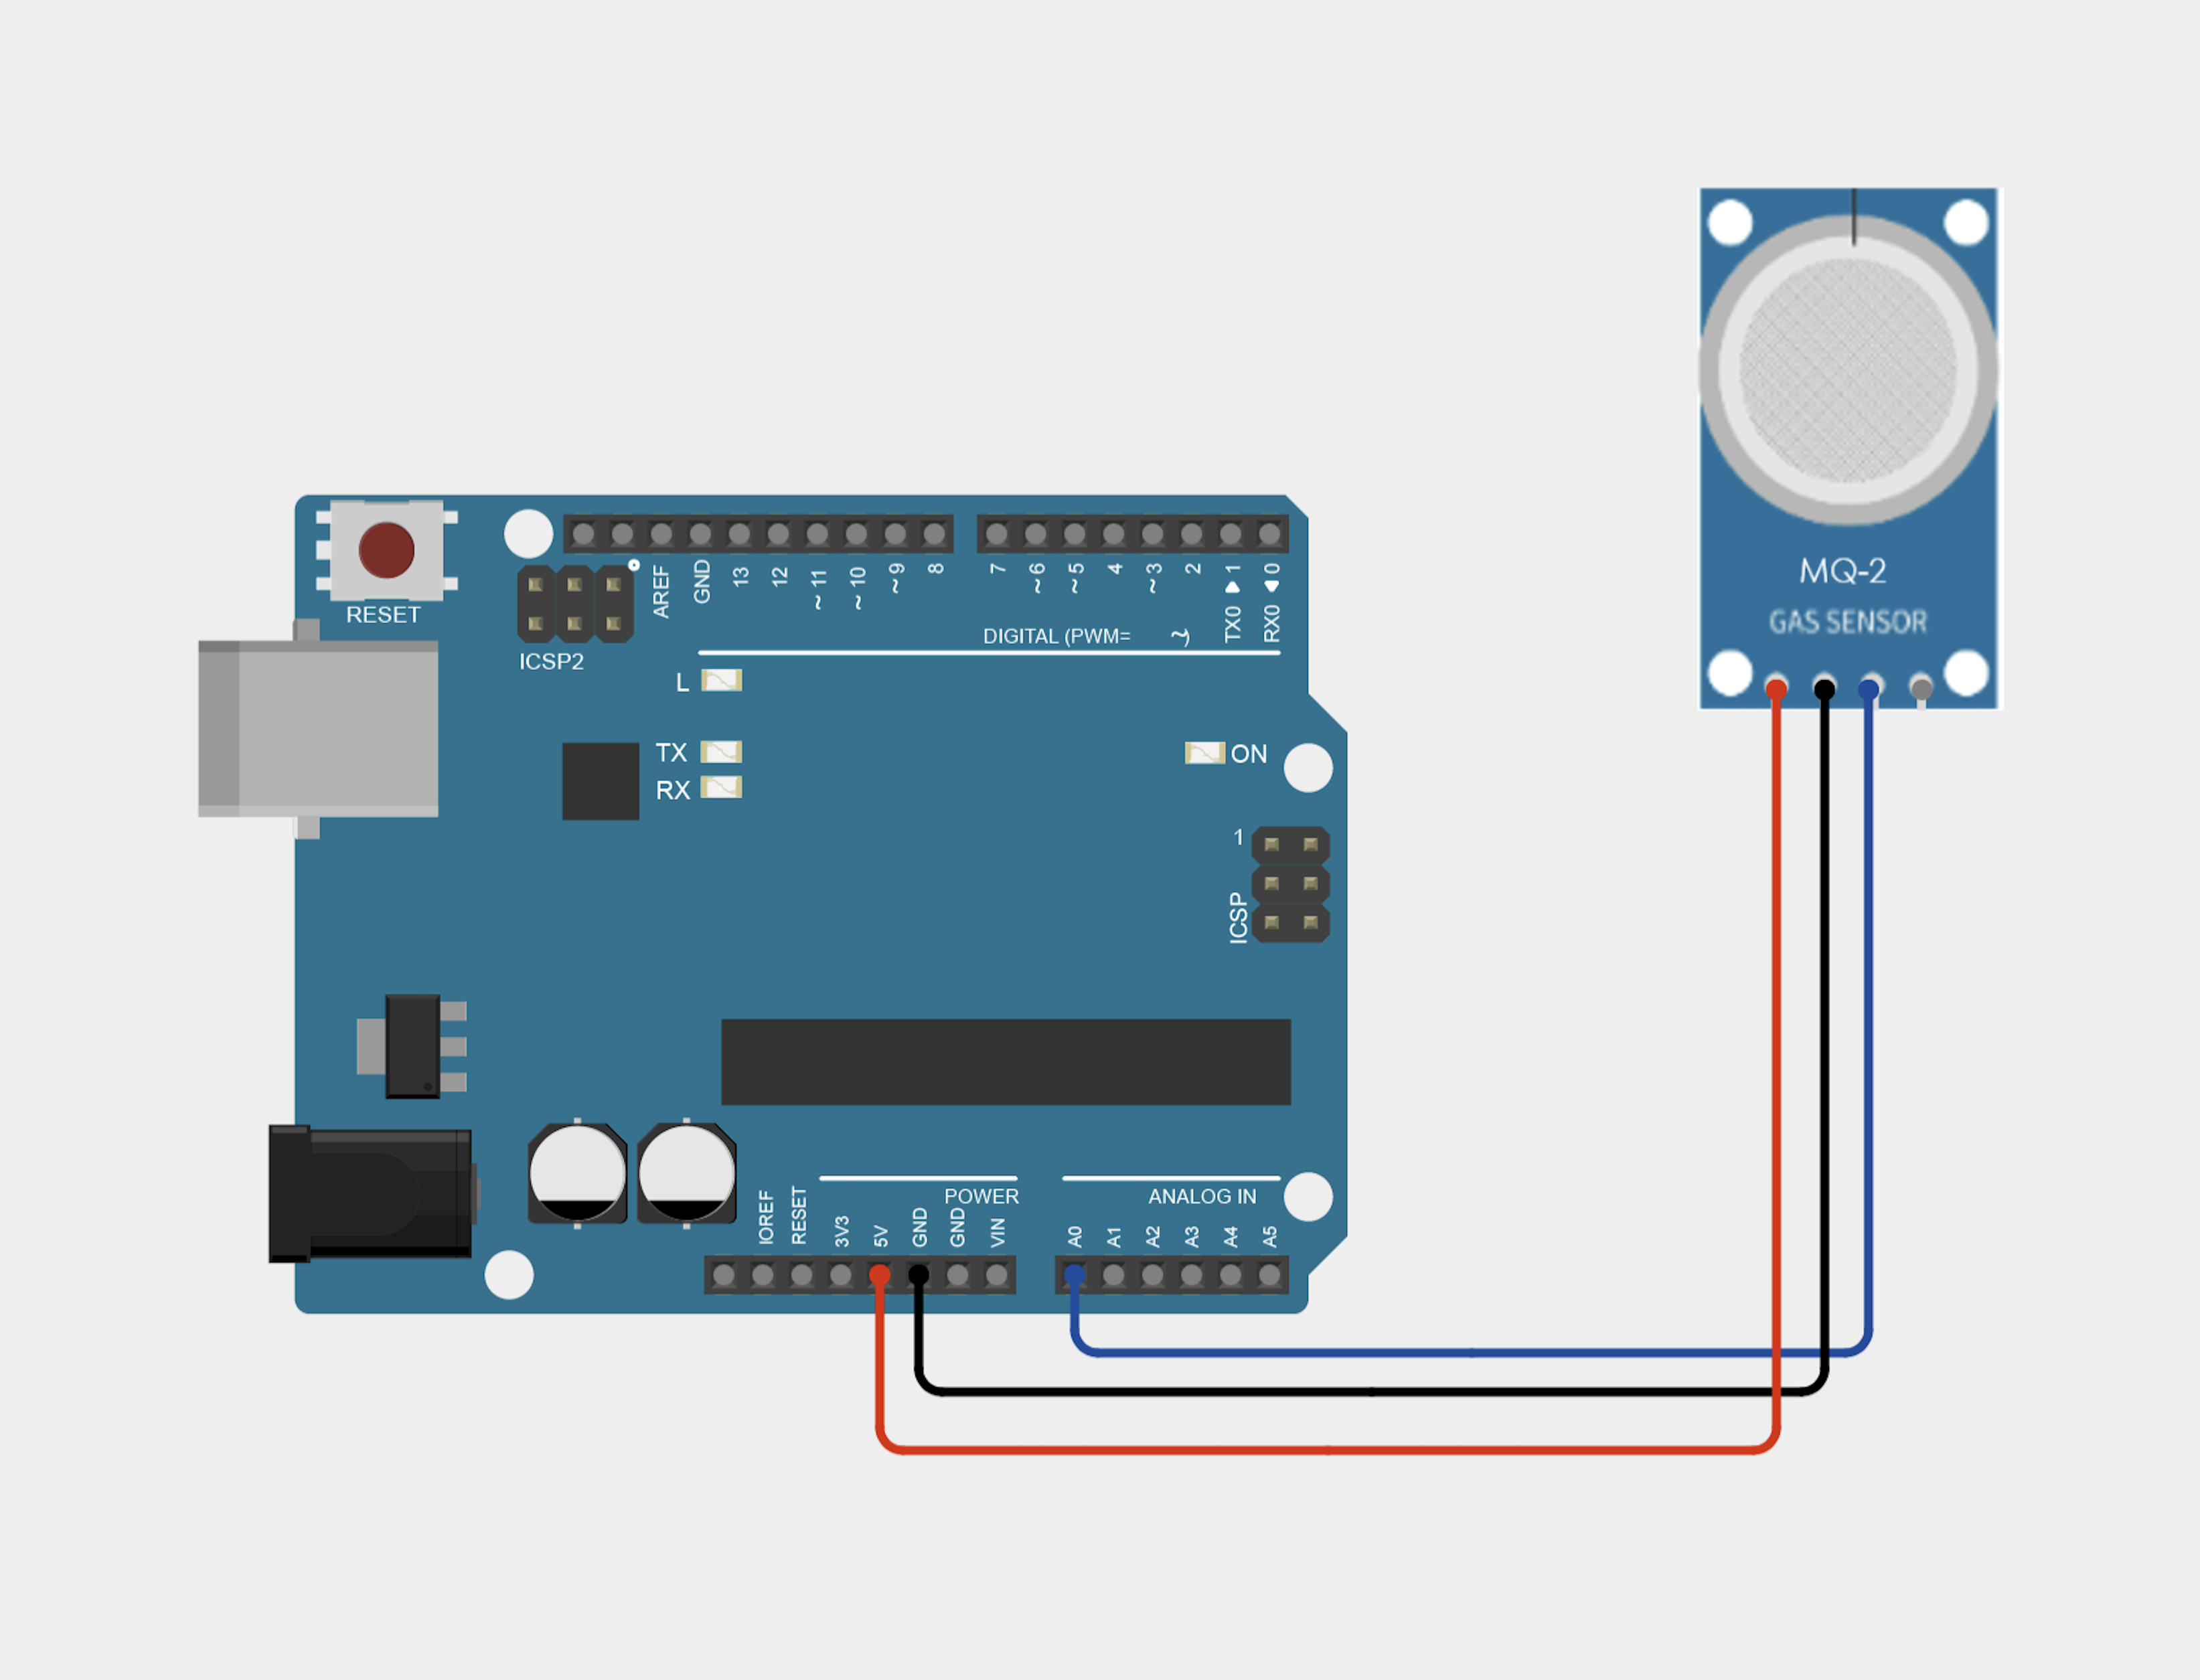 MQ-2
GAS SENSOR
RESET
ICSP2
AREF
GND
13
12
~ 11
~ 10
~ 9
8
7
~ 6
~ 5
4
~ 3
2
TX0 ▶ 1
RX0 ◀ 0
DIGITAL (PWM= ~)
L
TX
RX
ON
1
ICSP
POWER
ANALOG IN
IOREF
RESET
3V3
5V
GND
GND
VIN
A0
A1
A2
A3
A4
A5